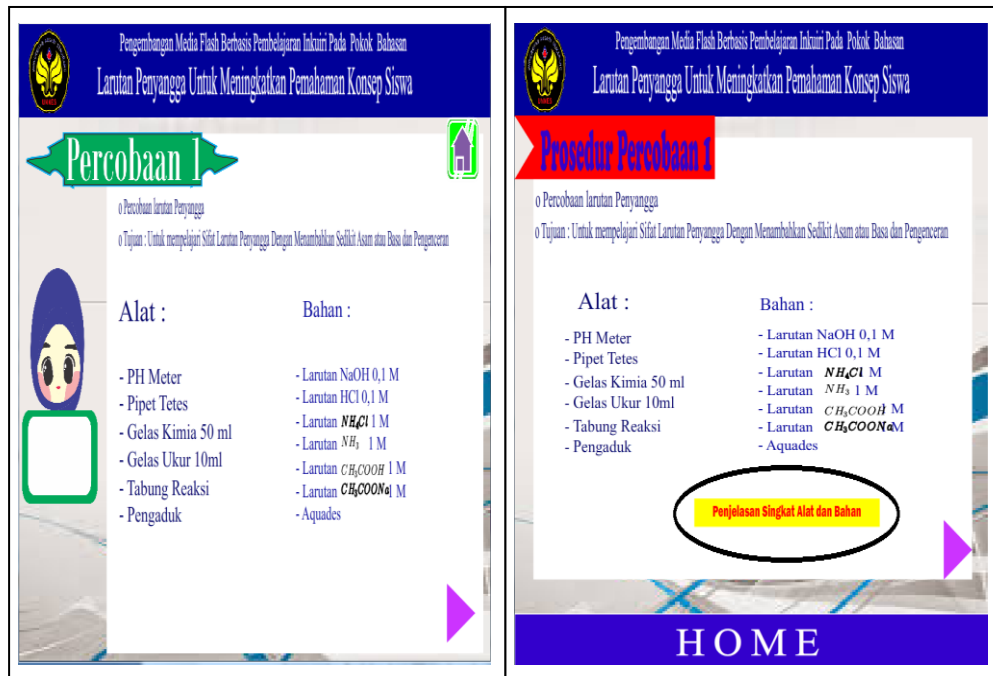 Pengembangan Media Flash Berbasis Pembelajaran Inkuiri Pada Pokok Bahasan
Larutan Penyangga Untuk Meningkatkan Pemahaman Konsep Siswa
Percobaan 1
o Percobaan larutan Penyangga
o Tujuan : Untuk mempelajari Sifat Larutan Penyangga Dengan Menambahkan Sedikit Asam atau Basa dan Pengenceran
Alat :
- PH Meter
- Pipet Tetes
- Gelas Kimia 50 ml
- Gelas Ukur 10ml
- Tabung Reaksi
- Pengaduk
Bahan :
- Larutan NaOH 0,1 M
- Larutan HCl 0,1 M
- Larutan NH₄Cl 1 M
- Larutan NH₃ 1 M
- Larutan CH₃COOH 1 M
- Larutan CH₃COONa 1 M
- Aquades
Pengembangan Media Flash Berbasis Pembelajaran Inkuiri Pada Pokok Bahasan
Larutan Penyangga Untuk Meningkatkan Pemahaman Konsep Siswa
Prosedur Percobaan 1
o Percobaan larutan Penyangga
o Tujuan : Untuk mempelajari Sifat Larutan Penyangga Dengan Menambahkan Sedikit Asam atau Basa dan Pengenceran
Alat :
- PH Meter
- Pipet Tetes
- Gelas Kimia 50 ml
- Gelas Ukur 10ml
- Tabung Reaksi
- Pengaduk
Bahan :
- Larutan NaOH 0,1 M
- Larutan HCl 0,1 M
- Larutan NH₄Cl M
- Larutan NH₃ 1 M
- Larutan CH₃COOH M
- Larutan CH₃COONa M
- Aquades
Penjelasan Singkat Alat dan Bahan
HOME